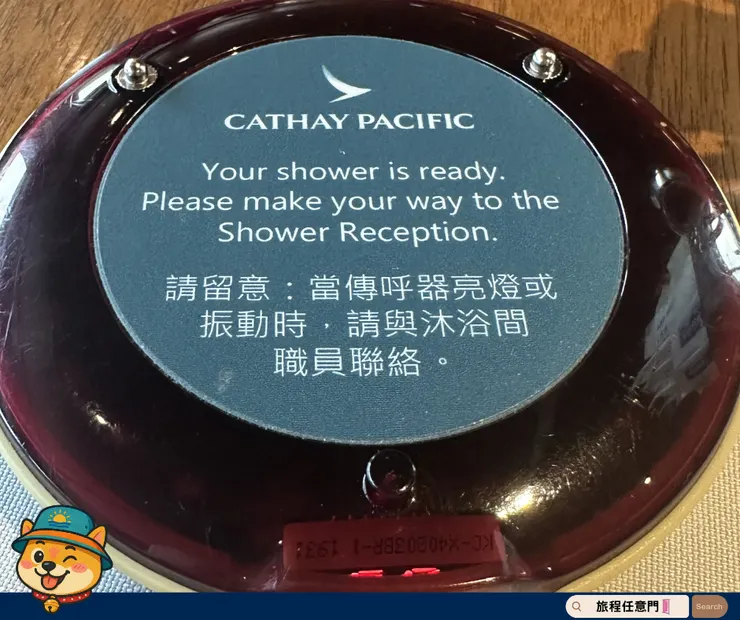 CATHAY PACIFIC
Your shower is ready.
Please make your way to the
Shower Reception.
請留意：當傳呼器亮燈或
振動時，請與沐浴間
職員聯絡。
旅程任意門
Search